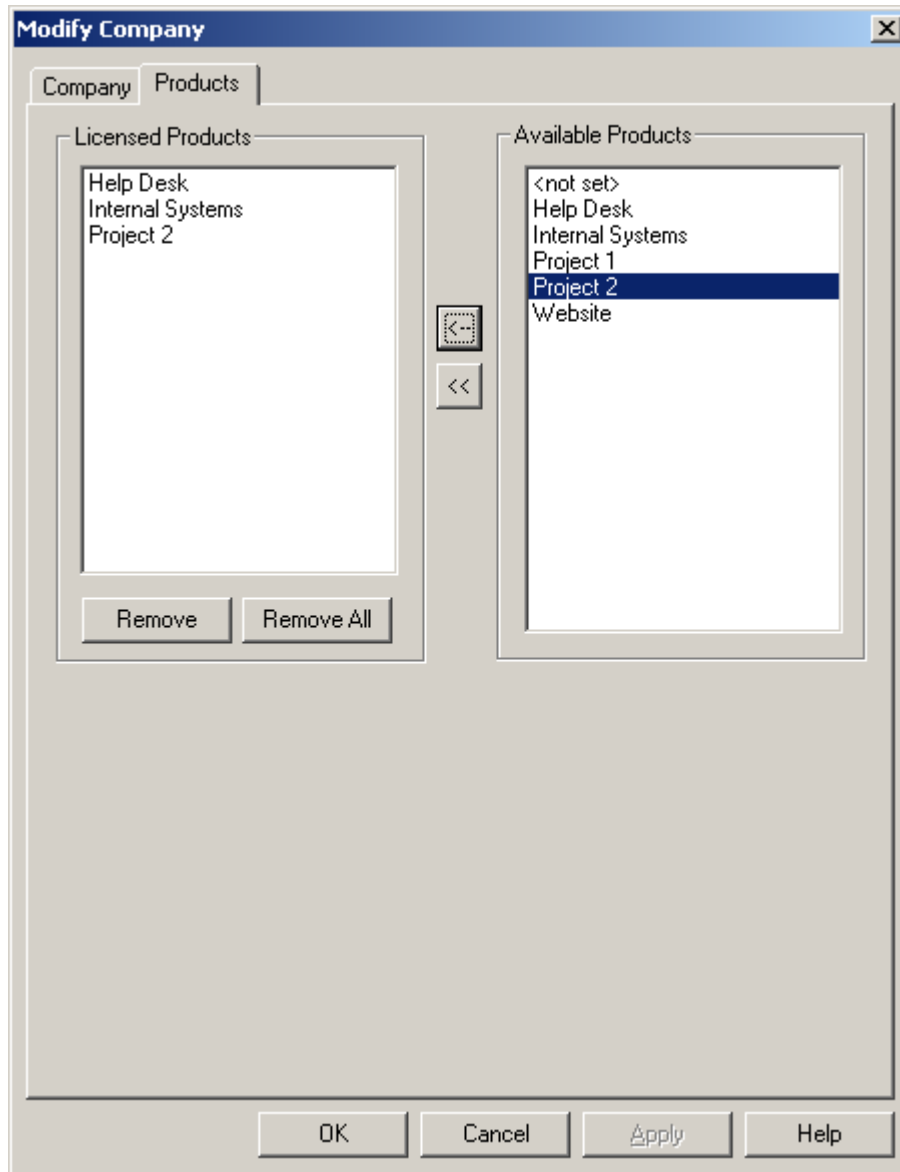 Modify Company
Company
Products
Licensed Products
Help Desk
Internal Systems
Project 2
Remove
Remove All
<--
<<
Available Products
<not set>
Help Desk
Internal Systems
Project 1
Project 2
Website
OK
Cancel
Apply
Help